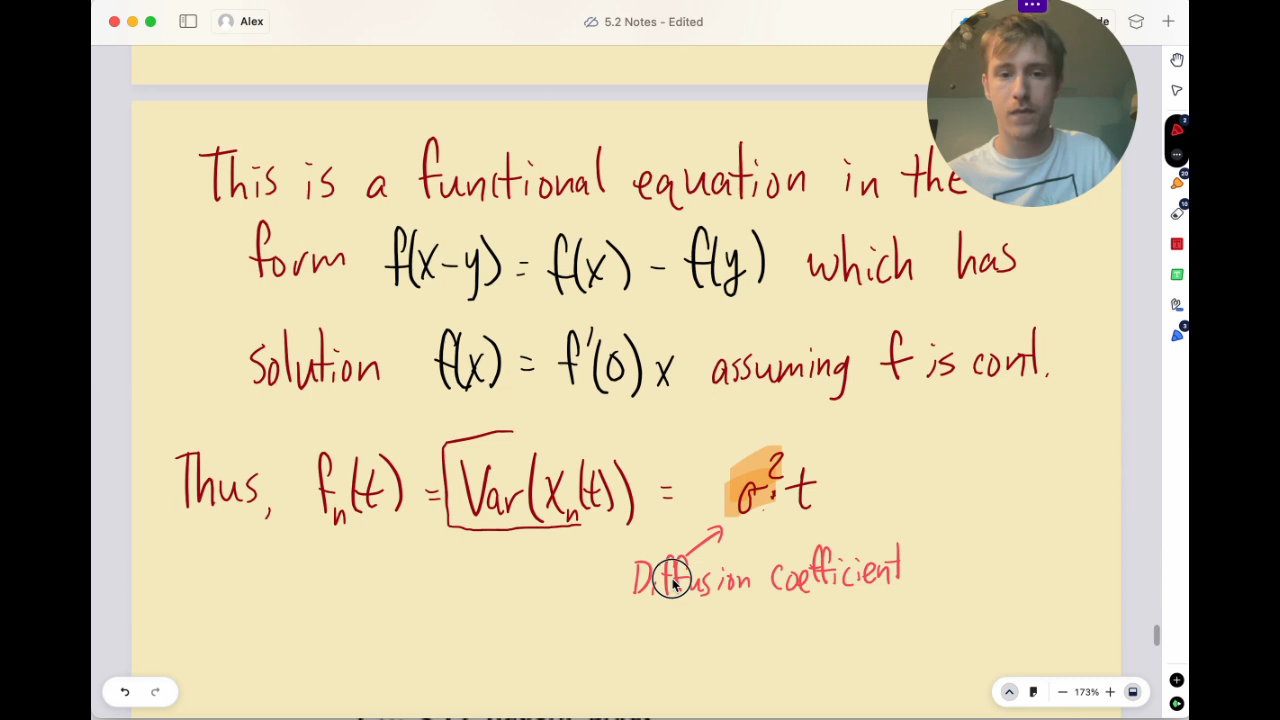 Alex
5.2 Notes - Edited
This is a functional equation in the
form f(x-y) = f(x) - f(y) which has
solution f(x) = f'(0) x assuming f is cont.
Thus, fₙ(t) = Var(Xₙ(t)) = σ² t
Diffusion coefficient
173%